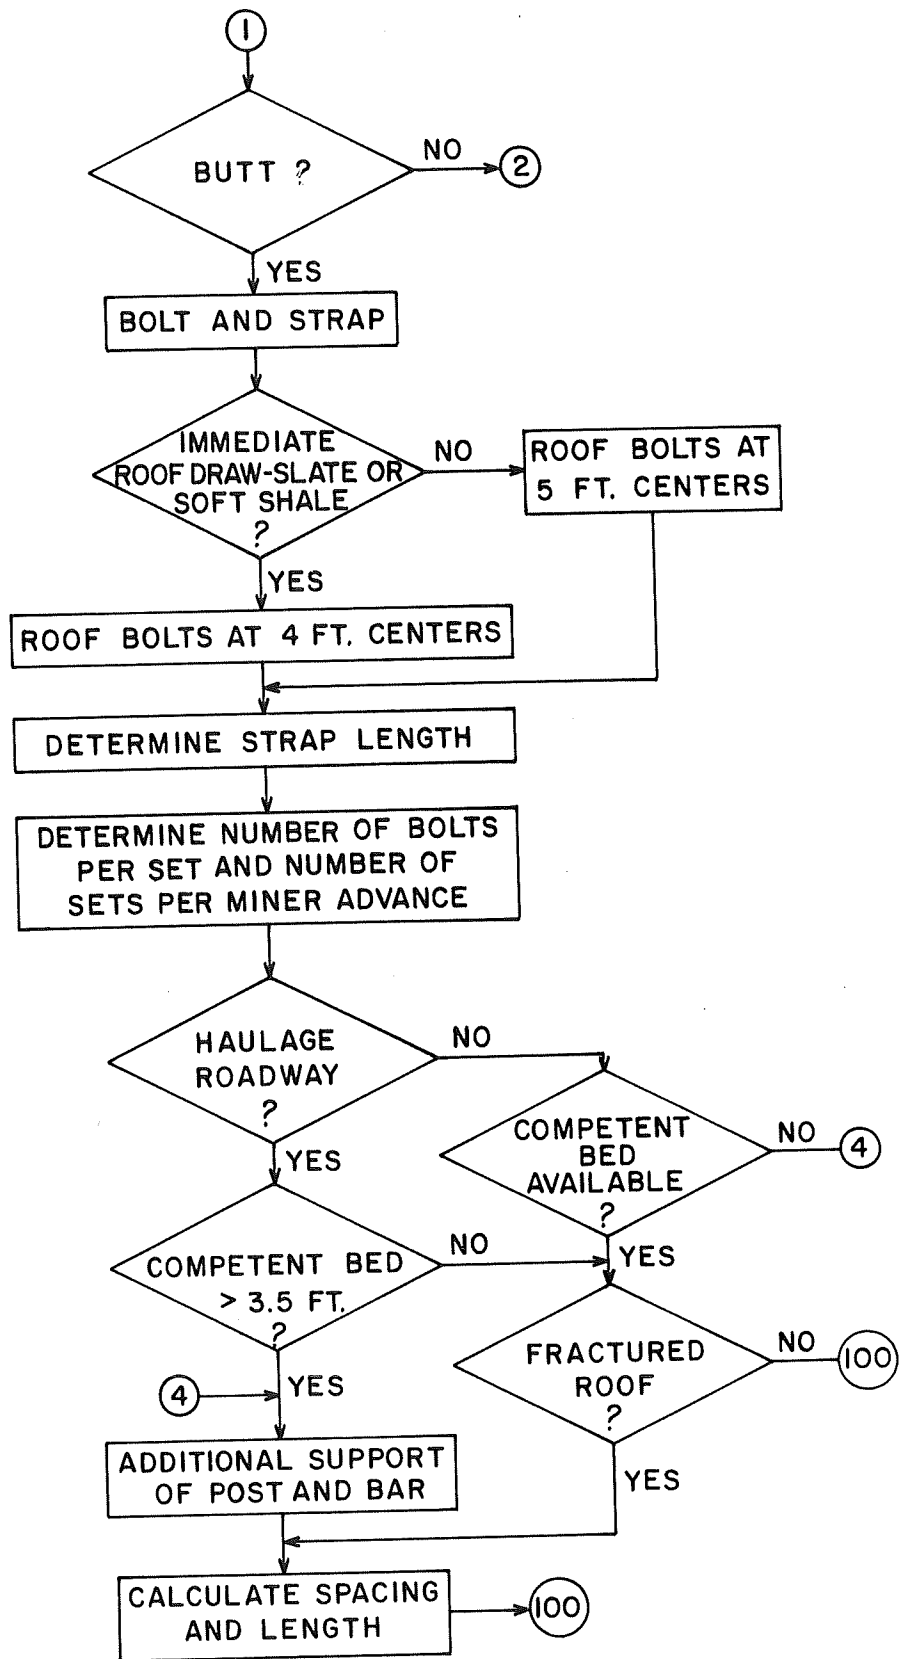 1
BUTT ?
NO
2
YES
BOLT AND STRAP
IMMEDIATE
ROOF DRAW-SLATE OR
SOFT SHALE
?
NO
ROOF BOLTS AT
5 FT. CENTERS
YES
ROOF BOLTS AT 4 FT. CENTERS
DETERMINE STRAP LENGTH
DETERMINE NUMBER OF BOLTS
PER SET AND NUMBER OF
SETS PER MINER ADVANCE
HAULAGE
ROADWAY
?
NO
COMPETENT
BED
AVAILABLE
?
NO
4
YES
COMPETENT BED
> 3.5 FT.
?
NO
YES
FRACTURED
ROOF
?
NO
100
4
YES
ADDITIONAL SUPPORT
OF POST AND BAR
YES
CALCULATE SPACING
AND LENGTH
100